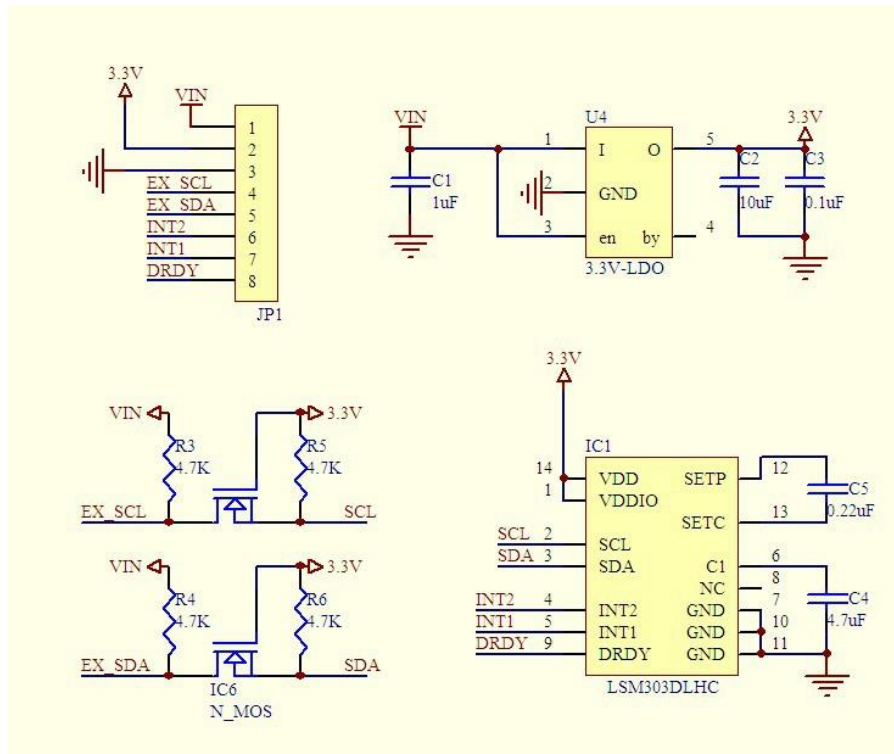 3.3V
VIN
1
2
3
EX_SCL 4
EX_SDA 5
INT2 6
INT1 7
DRDY 8
JP1
VIN
C1
1uF
U4
1 I O 5
2 GND
3 en by 4
3.3V-LDO
3.3V
C2 C3
10uF 0.1uF
VIN 3.3V
R3 R5
4.7K 4.7K
EX_SCL SCL
VIN 3.3V
R4 R6
4.7K 4.7K
EX_SDA SDA
IC6
N_MOS
3.3V
IC1
14 VDD SETP 12
1 VDDIO
C5
0.22uF
SETC 13
SCL 2 SCL
SDA 3 SDA
C1 6
NC 8
INT2 4 INT2 GND 7
INT1 5 INT1 GND 10
DRDY 9 DRDY GND 11
C4
4.7uF
LSM303DLHC